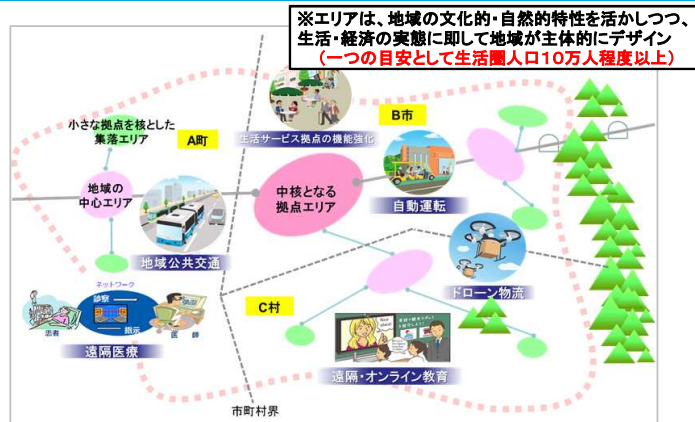 ※エリアは、地域の文化的・自然的特性を活かしつつ、
生活・経済の実態に即して地域が主体的にデザイン
（一つの目安として生活圏人口１０万人程度以上）
小さな拠点を核とした
集落エリア
A町
生活サービス拠点の機能強化
B市
地域の
中心エリア
中核となる
拠点エリア
自動運転
地域公共交通
ドローン物流
ネットワーク
診察
指示
患者
医 師
遠隔医療
C村
遠隔・オンライン教育
市町村界